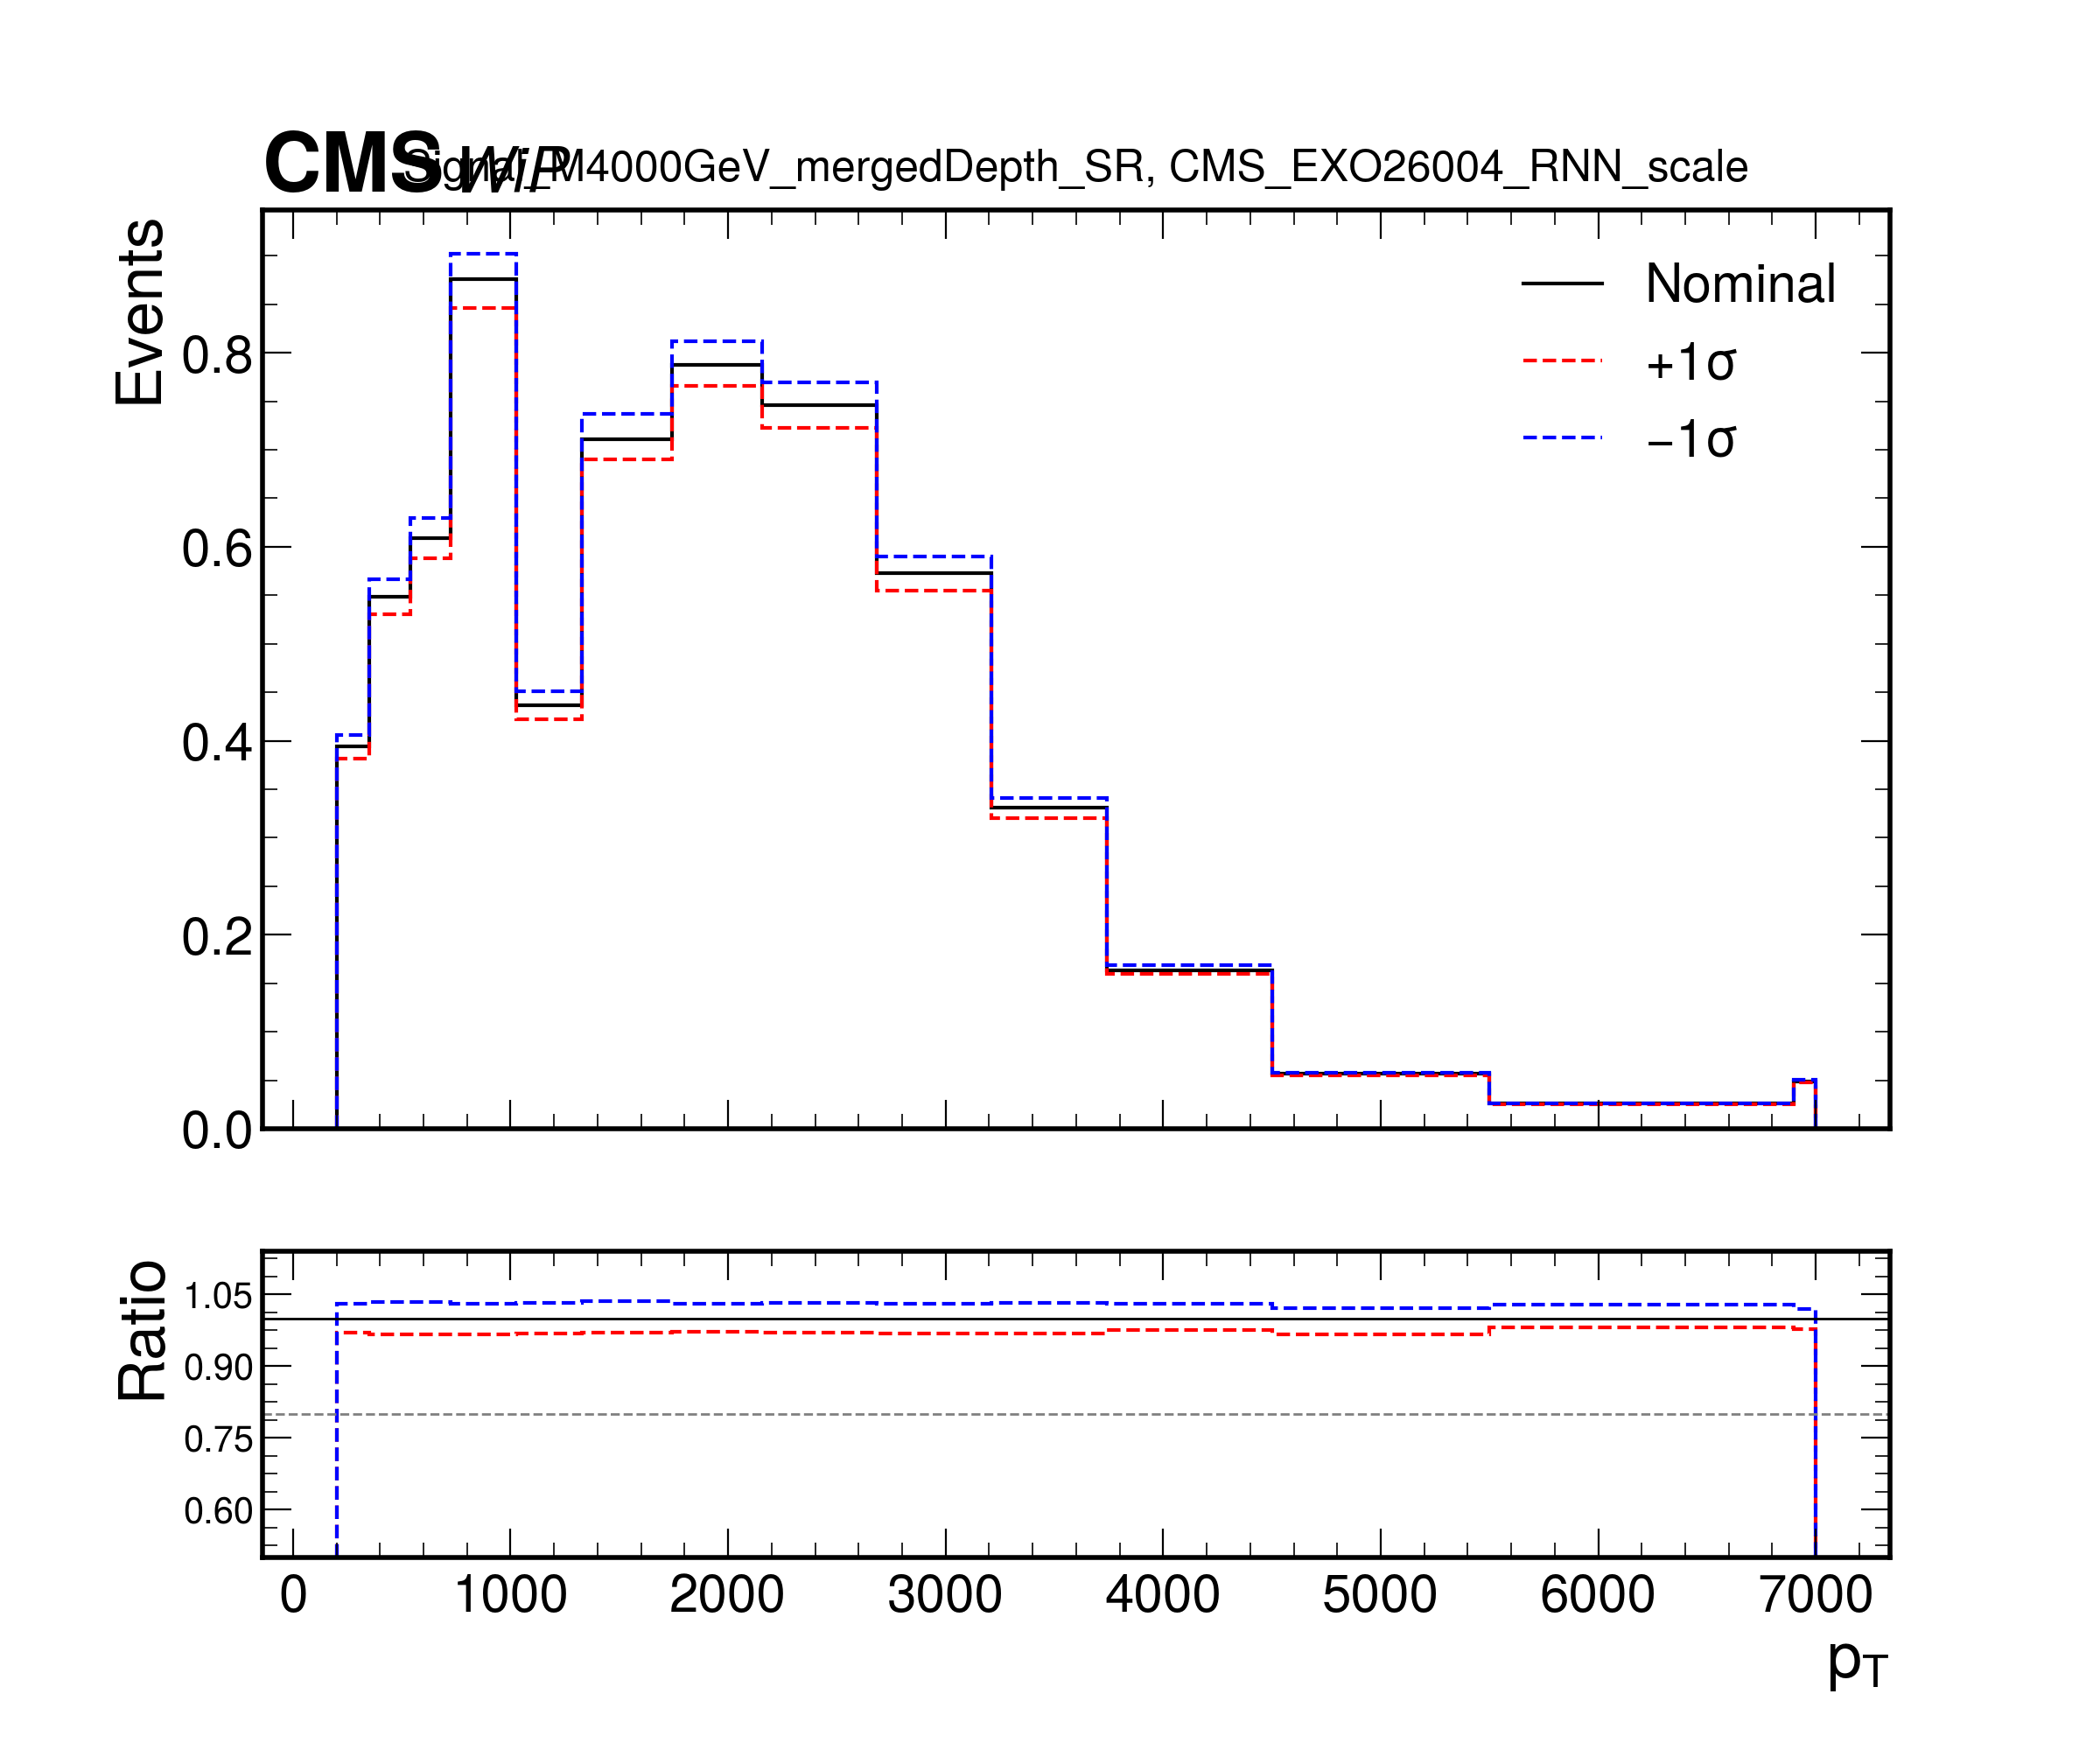 CMS WiP
Signal_M4000GeV_mergedDepth_SR, CMS_EXO26004_RNN_scale
Events
0.8
0.6
0.4
0.2
0.0
Nominal
+1σ
−1σ
Ratio
1.05
0.90
0.75
0.60
0 1000 2000 3000 4000 5000 6000 7000
pT